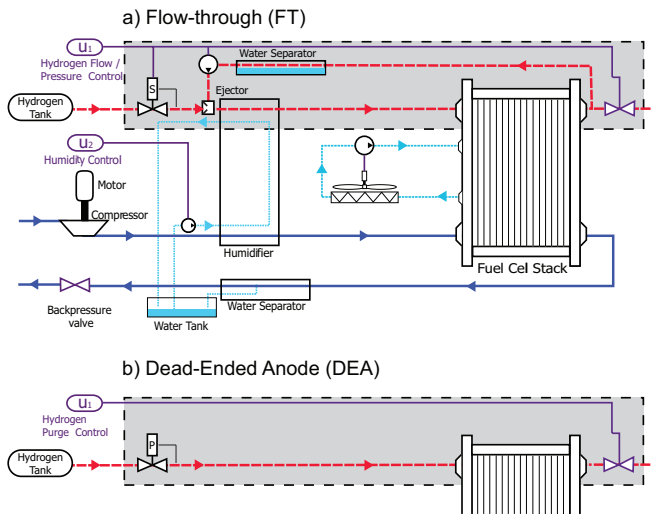 a) Flow-through (FT)
u1
Hydrogen Flow /
Pressure Control
Water Separator
S
Ejector
Hydrogen
Tank
u2
Humidity Control
Motor
Compressor
Humidifier
Fuel Cel Stack
Backpressure
valve
Water Tank
Water Separator
b) Dead-Ended Anode (DEA)
u1
Hydrogen
Purge Control
P
Hydrogen
Tank